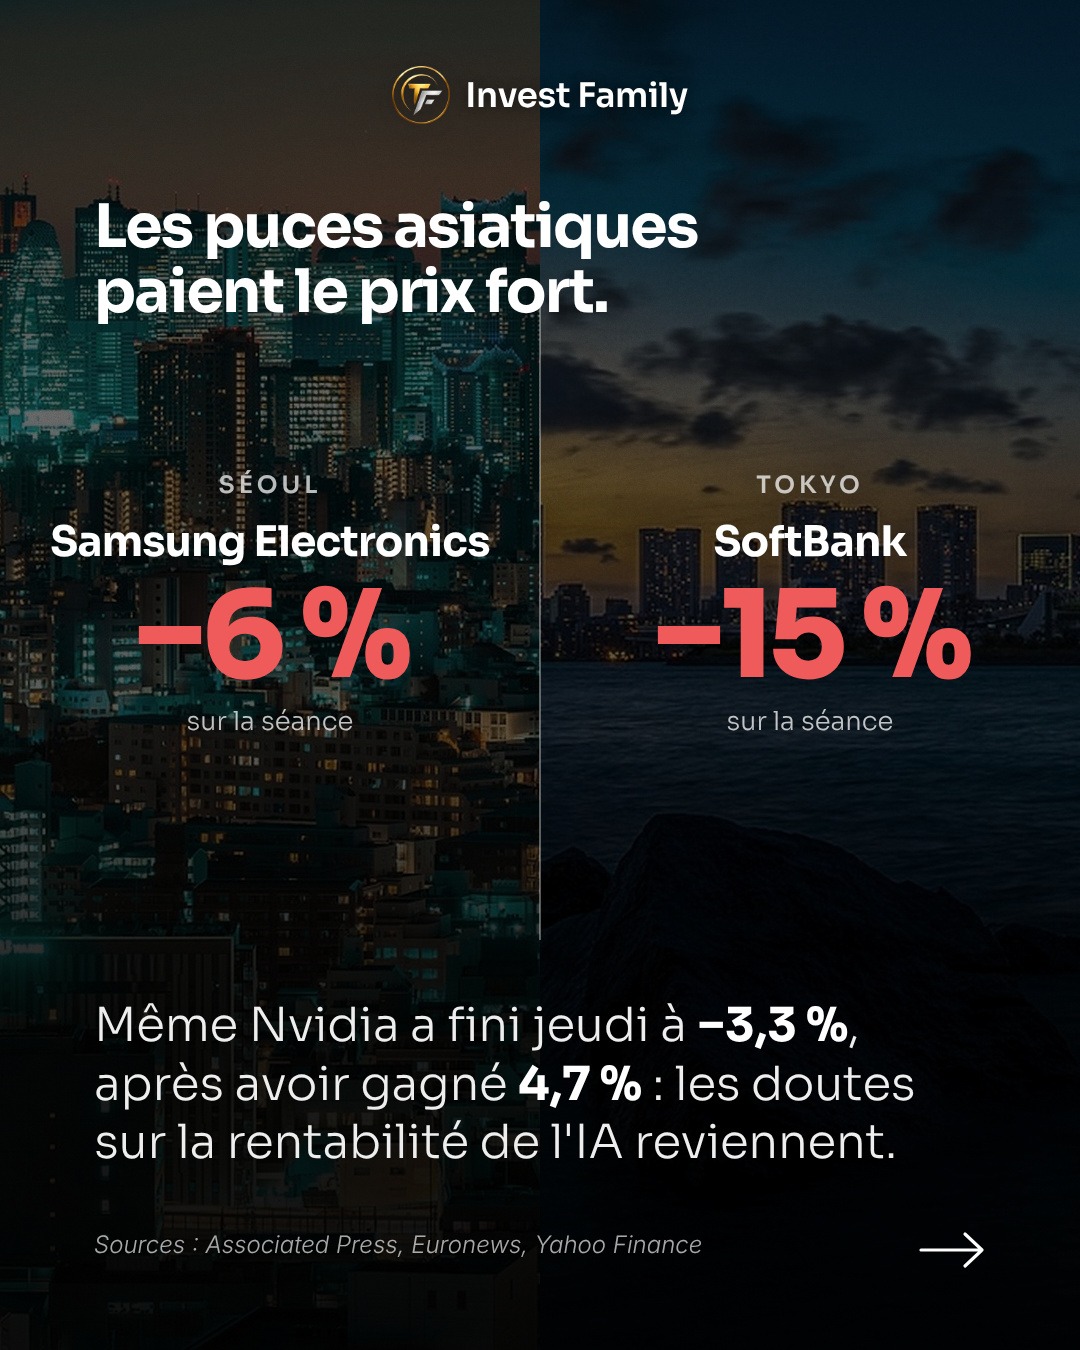 Invest Family
Les puces asiatiques
paient le prix fort.
SÉOUL
Samsung Electronics
–6 %
sur la séance
TOKYO
SoftBank
–15 %
sur la séance
Même Nvidia a fini jeudi à –3,3 %,
après avoir gagné 4,7 % : les doutes
sur la rentabilité de l'IA reviennent.
Sources : Associated Press, Euronews, Yahoo Finance